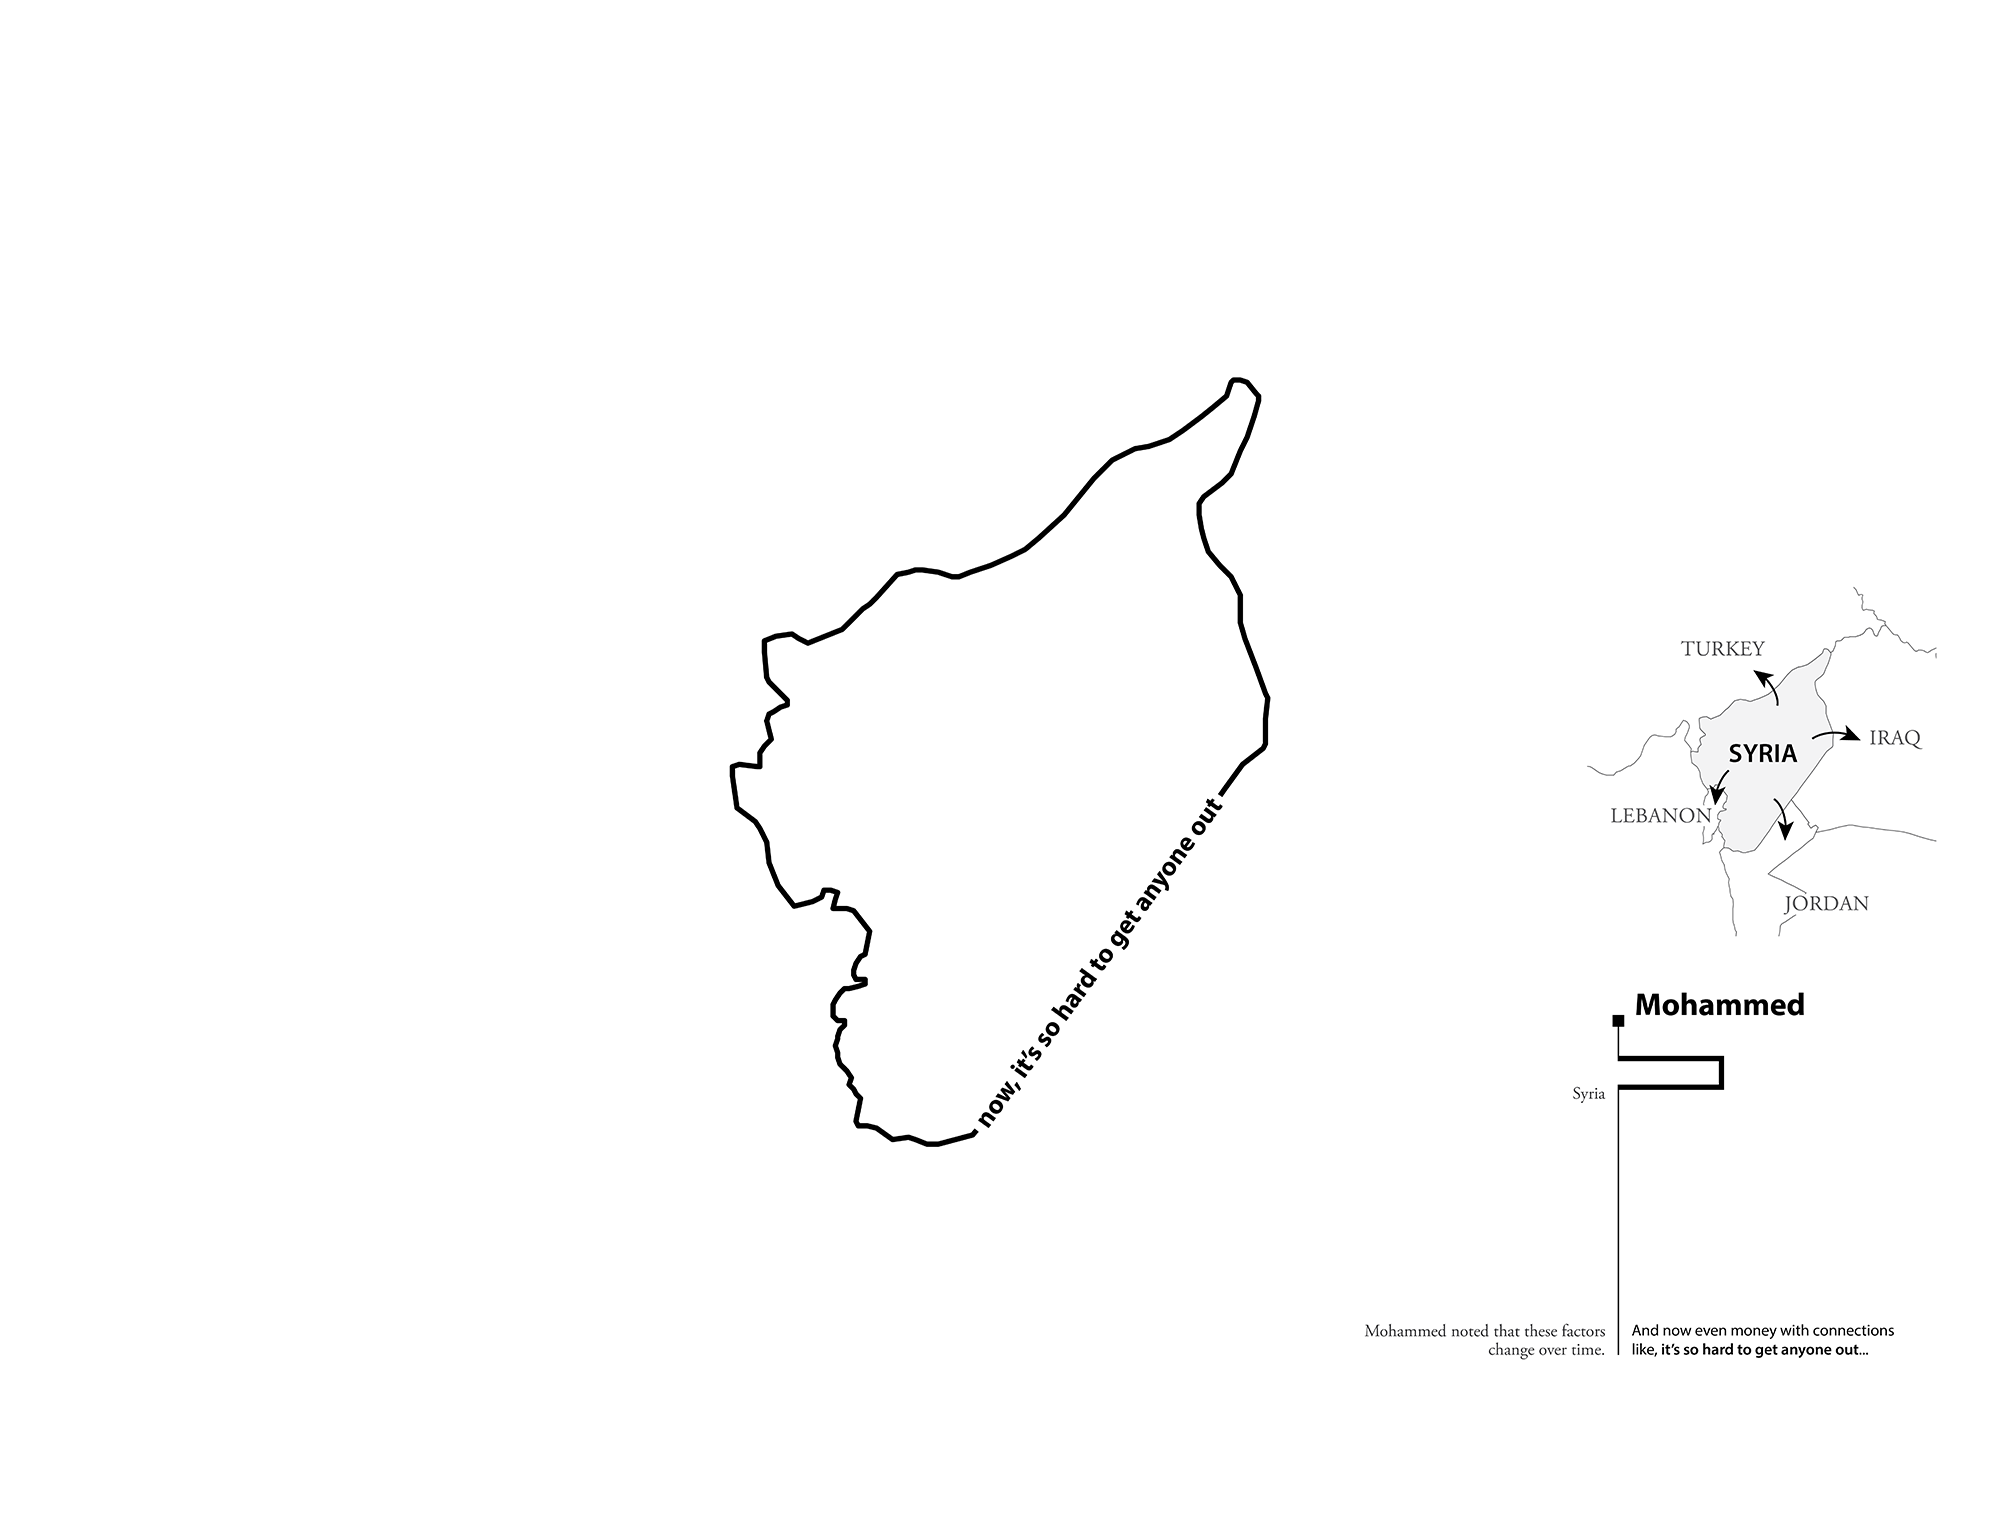 now, it's so hard to get anyone out
TURKEY
IRAQ
SYRIA
LEBANON
JORDAN
Mohammed
Syria
Mohammed noted that these factors
change over time.
And now even money with connections
like, it's so hard to get anyone out...